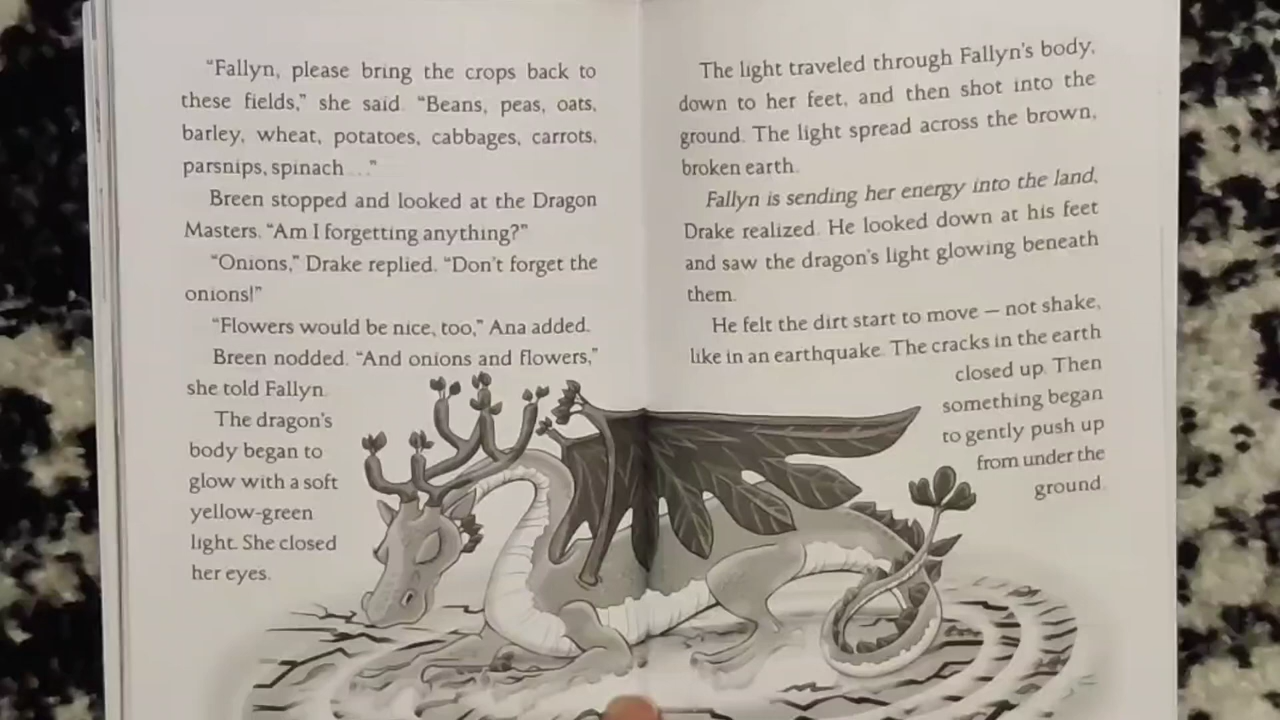 “Fallyn, please bring the crops back to
these fields,” she said. “Beans, peas, oats,
barley, wheat, potatoes, cabbages, carrots,
parsnips, spinach . . .”
Breen stopped and looked at the Dragon
Masters. “Am I forgetting anything?”
“Onions,” Drake replied. “Don’t forget the
onions!”
“Flowers would be nice, too,” Ana added.
Breen nodded. “And onions and flowers,”
she told Fallyn.
The dragon’s
body began to
glow with a soft
yellow-green
light. She closed
her eyes.
The light traveled through Fallyn’s body,
down to her feet, and then shot into the
ground. The light spread across the brown,
broken earth.
Fallyn is sending her energy into the land,
Drake realized. He looked down at his feet
and saw the dragon’s light glowing beneath
them.
He felt the dirt start to move — not shake,
like in an earthquake. The cracks in the earth
closed up. Then
something began
to gently push up
from under the
ground.